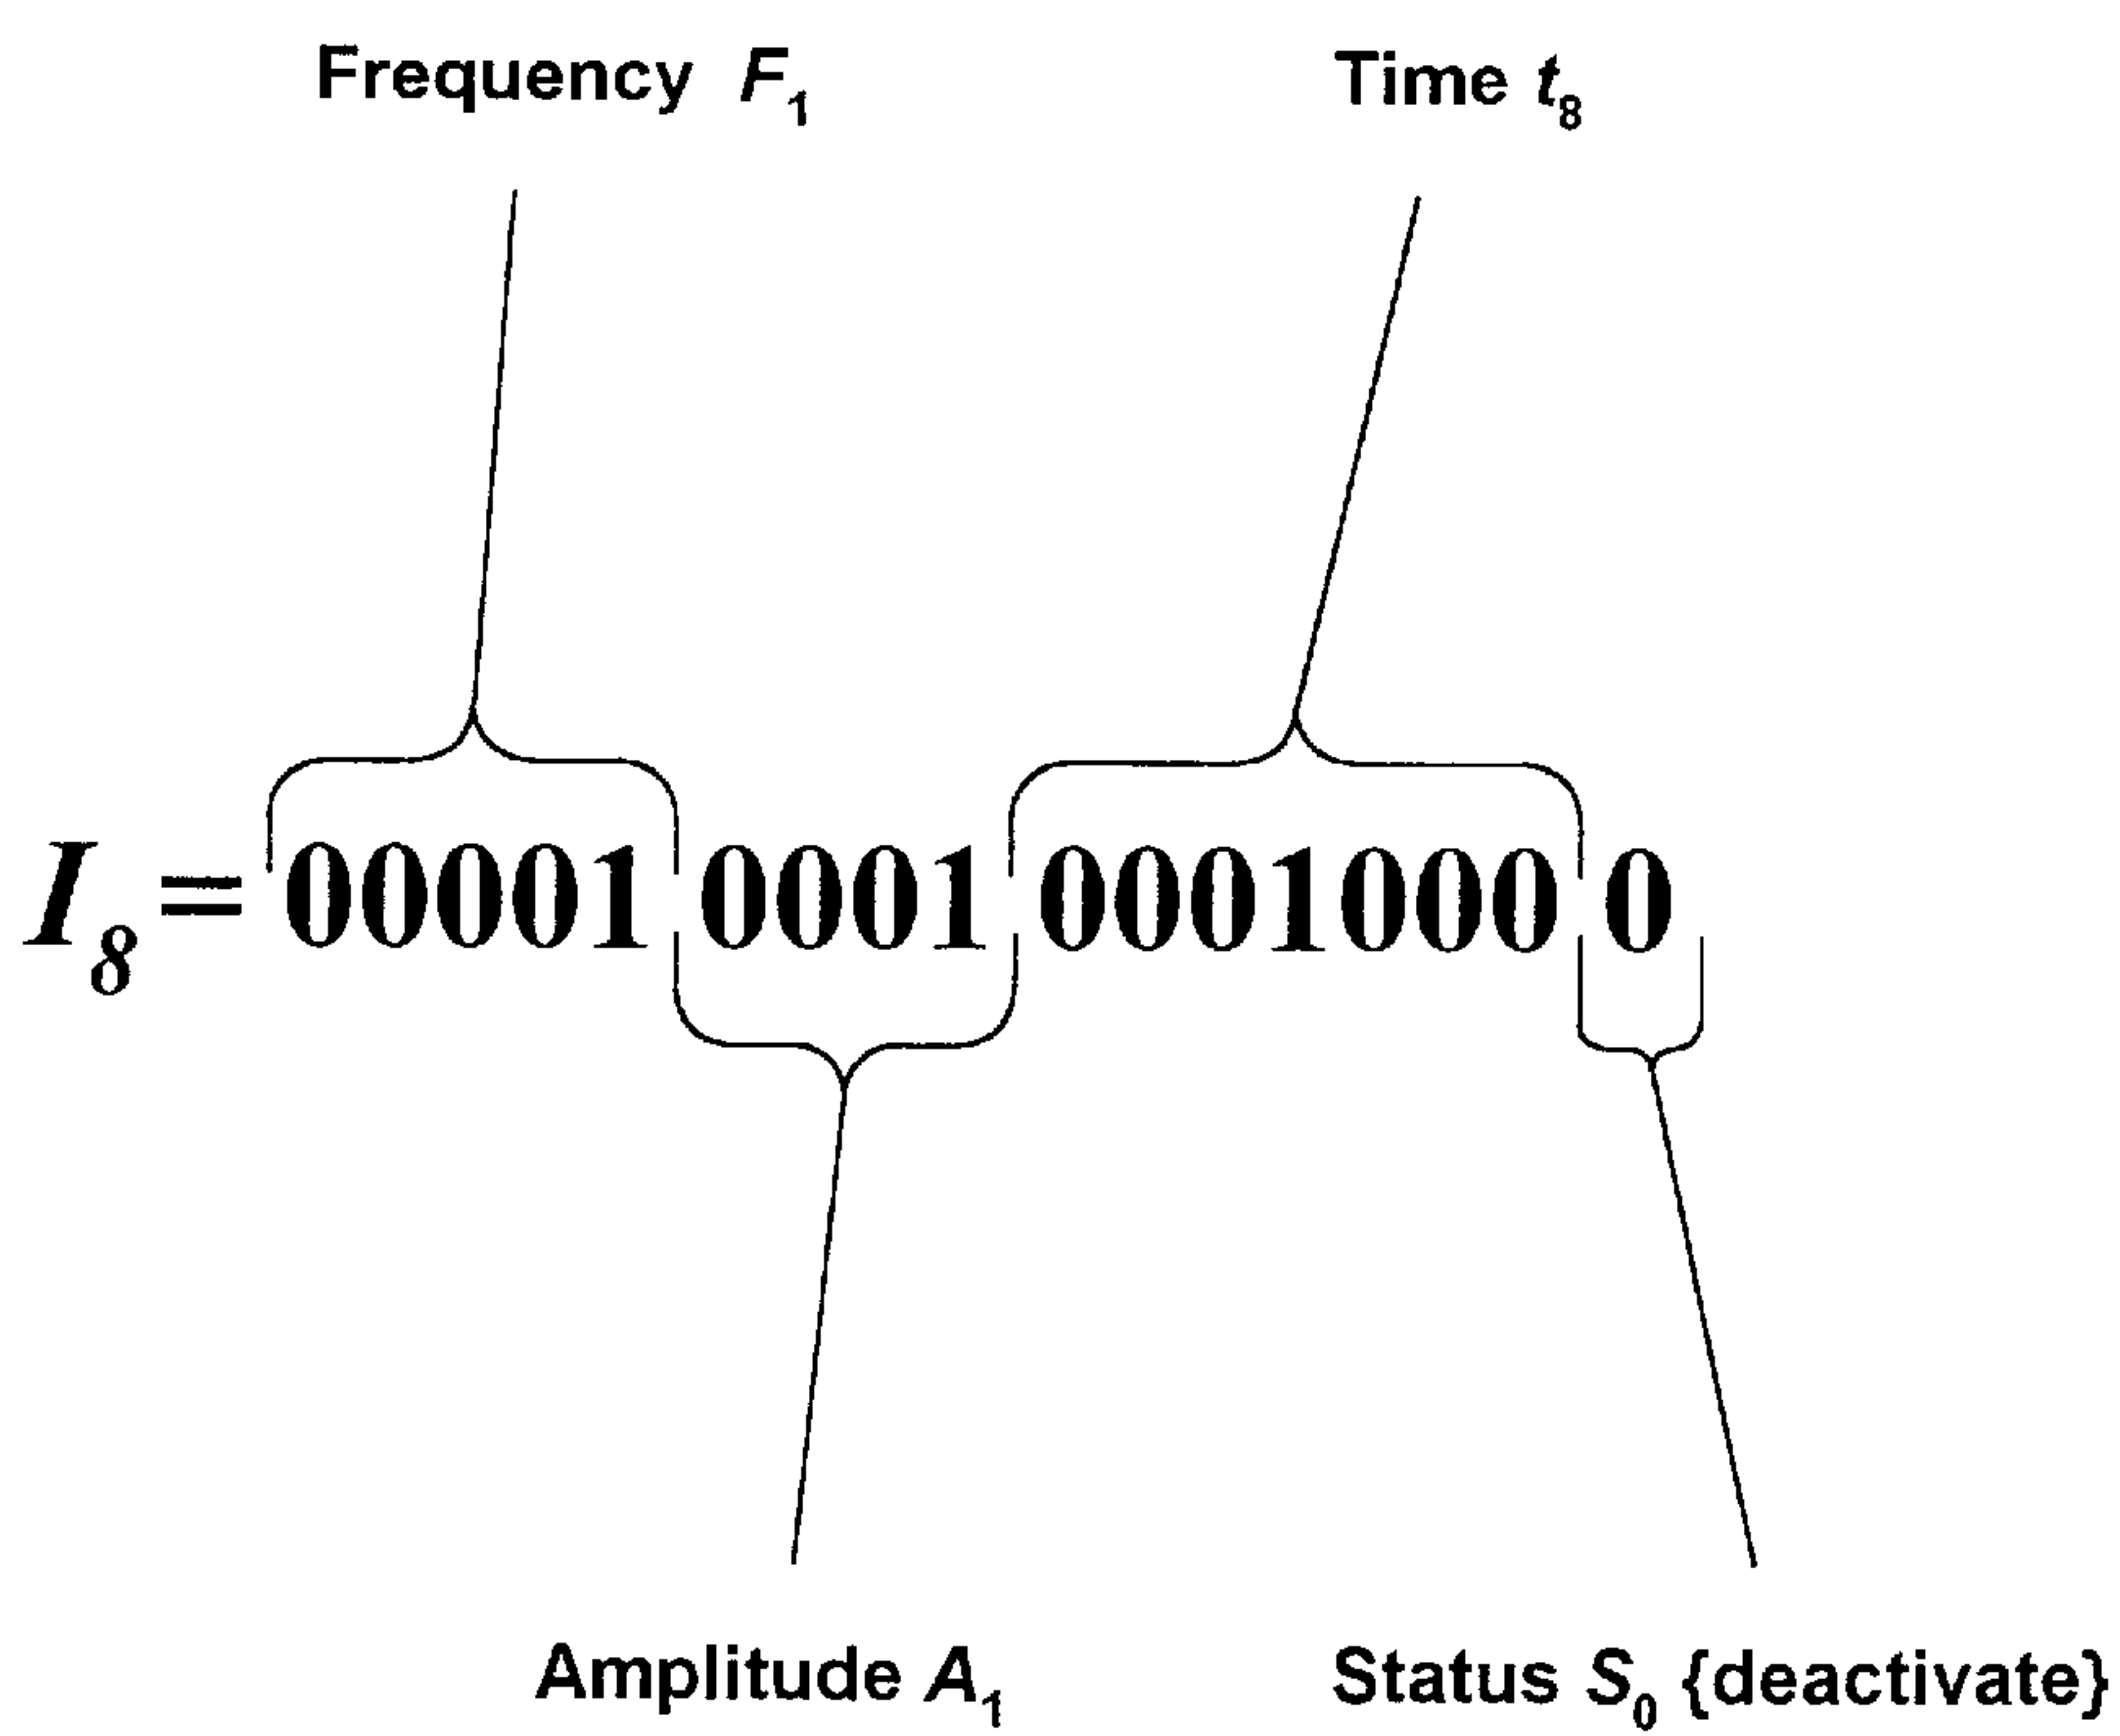 Frequency F₁
Time t₈
I₈ = 00001 0001 0001000 0
Amplitude A₁
Status S₀ {deactivate}